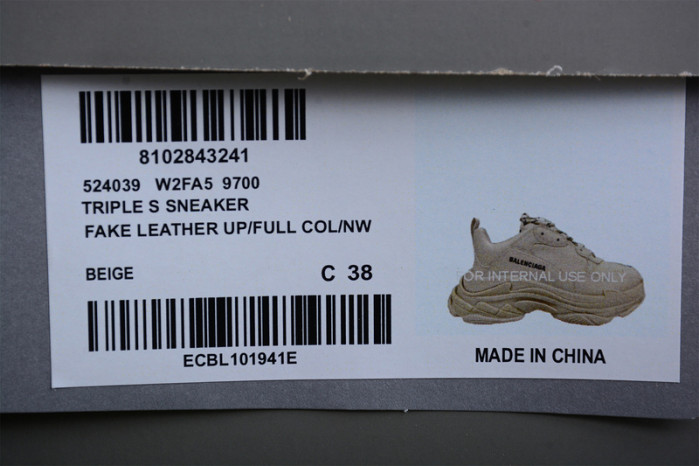 8102843241
524039 W2FA5 9700
TRIPLE S SNEAKER
FAKE LEATHER UP/FULL COL/NW
BEIGE C 38
ECBL101941E
BALENCIAGA
FOR INTERNAL USE ONLY
MADE IN CHINA